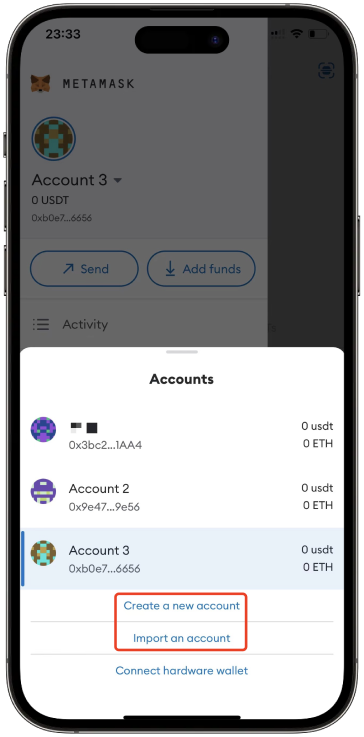 23:33
METAMASK
Account 3
0 USDT
0xb0e7...6656
Send
Add funds
Activity
Accounts
0 usdt
0x3bc2...1AA4
0 ETH
Account 2
0 usdt
0x9e47...9e56
0 ETH
Account 3
0 usdt
0xb0e7...6656
0 ETH
Create a new account
Import an account
Connect hardware wallet